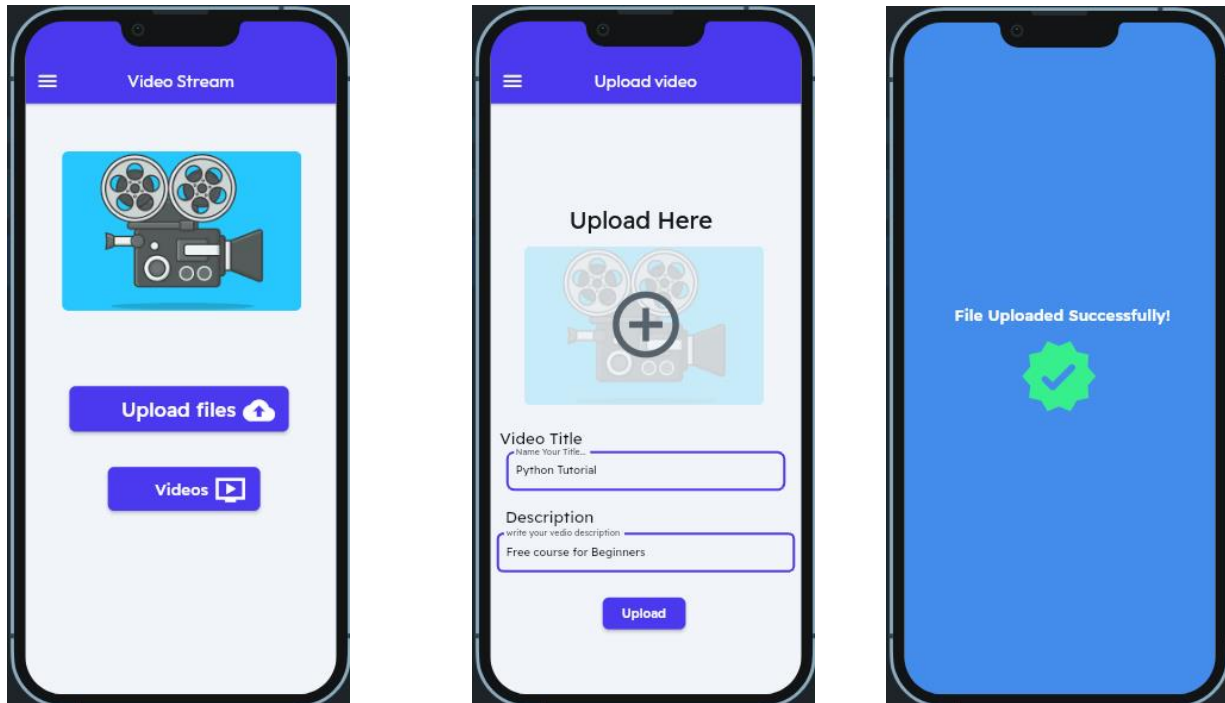 Video Stream
Upload files
Videos
Upload video
Upload Here
Video Title
Name Your Title...
Python Tutorial
Description
write your vedio description
Free course for Beginners
Upload
File Uploaded Successfully!